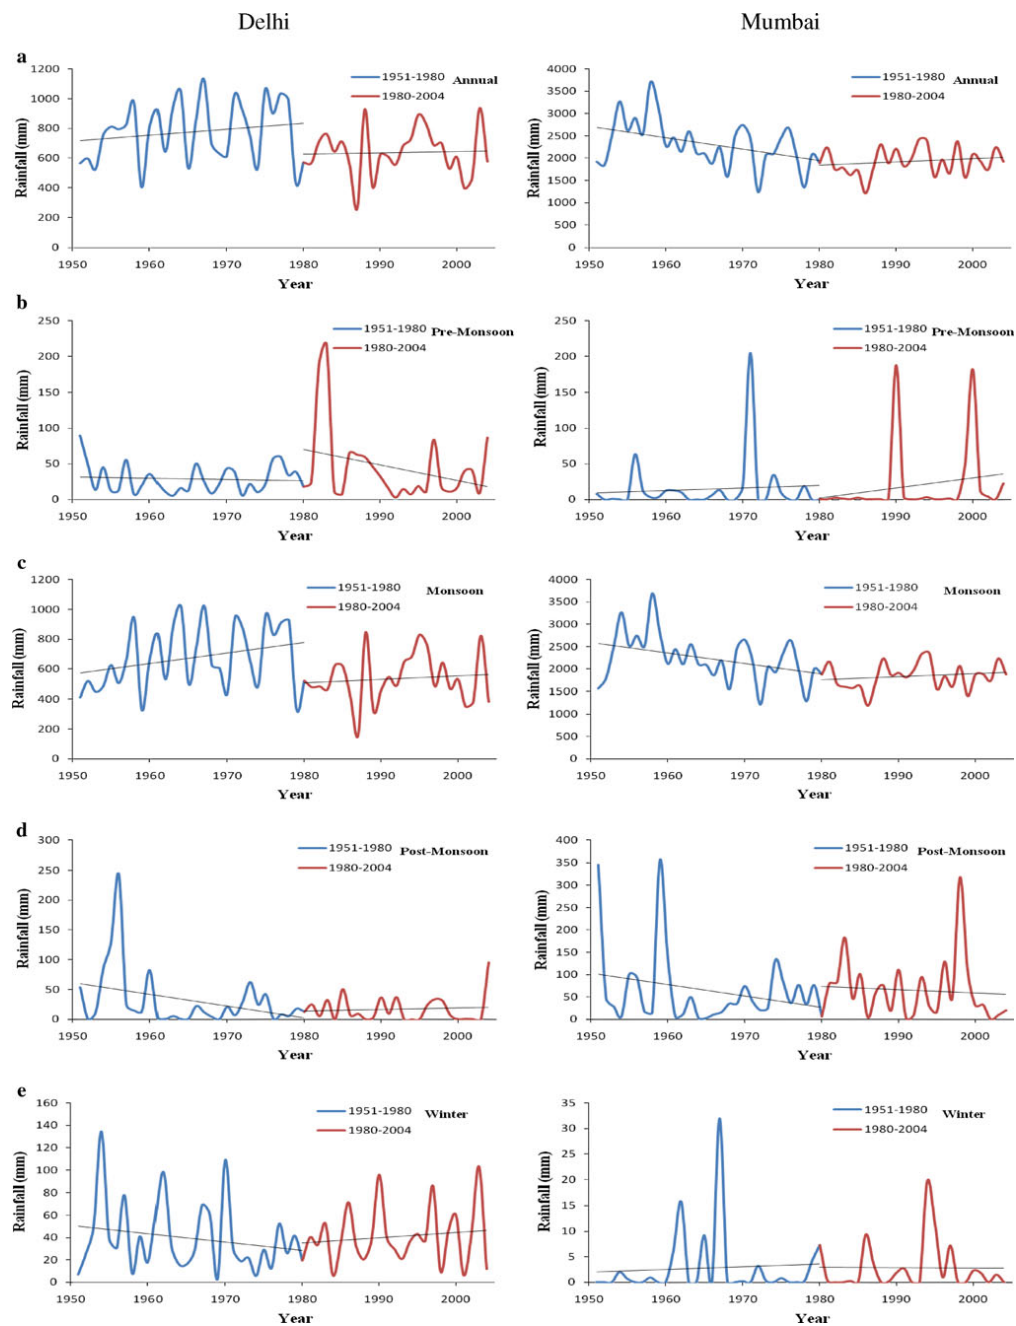 Delhi
Mumbai
a
1951-1980
1980-2004
Annual
Rainfall (mm)
1200
1000
800
600
400
200
0
1950 1960 1970 1980 1990 2000
Year
1951-1980
1980-2004
Annual
Rainfall (mm)
4000
3500
3000
2500
2000
1500
1000
500
0
1950 1960 1970 1980 1990 2000
Year
b
1951-1980
1980-2004
Pre-Monsoon
Rainfall (mm)
250
200
150
100
50
0
1950 1960 1970 1980 1990 2000
Year
1951-1980
1980-2004
Pre-Monsoon
Rainfall (mm)
250
200
150
100
50
0
1950 1960 1970 1980 1990 2000
Year
c
1951-1980
1980-2004
Monsoon
Rainfall (mm)
1200
1000
800
600
400
200
0
1950 1960 1970 1980 1990 2000
Year
1951-1980
1980-2004
Monsoon
Rainfall (mm)
4000
3500
3000
2500
2000
1500
1000
500
0
1950 1960 1970 1980 1990 2000
Year
d
1951-1980
1980-2004
Post-Monsoon
Rainfall (mm)
300
250
200
150
100
50
0
1950 1960 1970 1980 1990 2000
Year
1951-1980
1980-2004
Post-Monsoon
Rainfall (mm)
400
350
300
250
200
150
100
50
0
1950 1960 1970 1980 1990 2000
Year
e
1951-1980
1980-2004
Winter
Rainfall (mm)
160
140
120
100
80
60
40
20
0
1950 1960 1970 1980 1990 2000
Year
1951-1980
1980-2004
Winter
Rainfall (mm)
35
30
25
20
15
10
5
0
1950 1960 1970 1980 1990 2000
Year